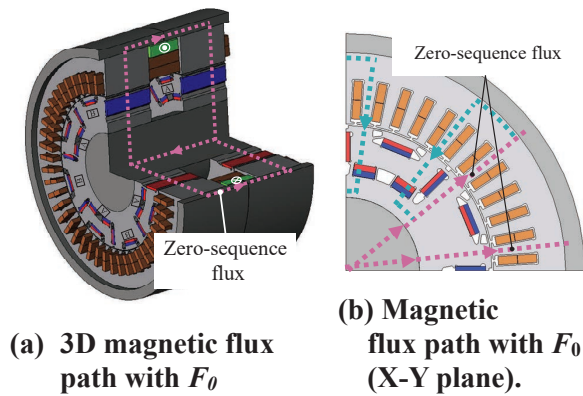 Zero-sequence flux
Zero-sequence
flux
(a) 3D magnetic flux
path with F₀
(b) Magnetic
flux path with F₀
(X-Y plane).